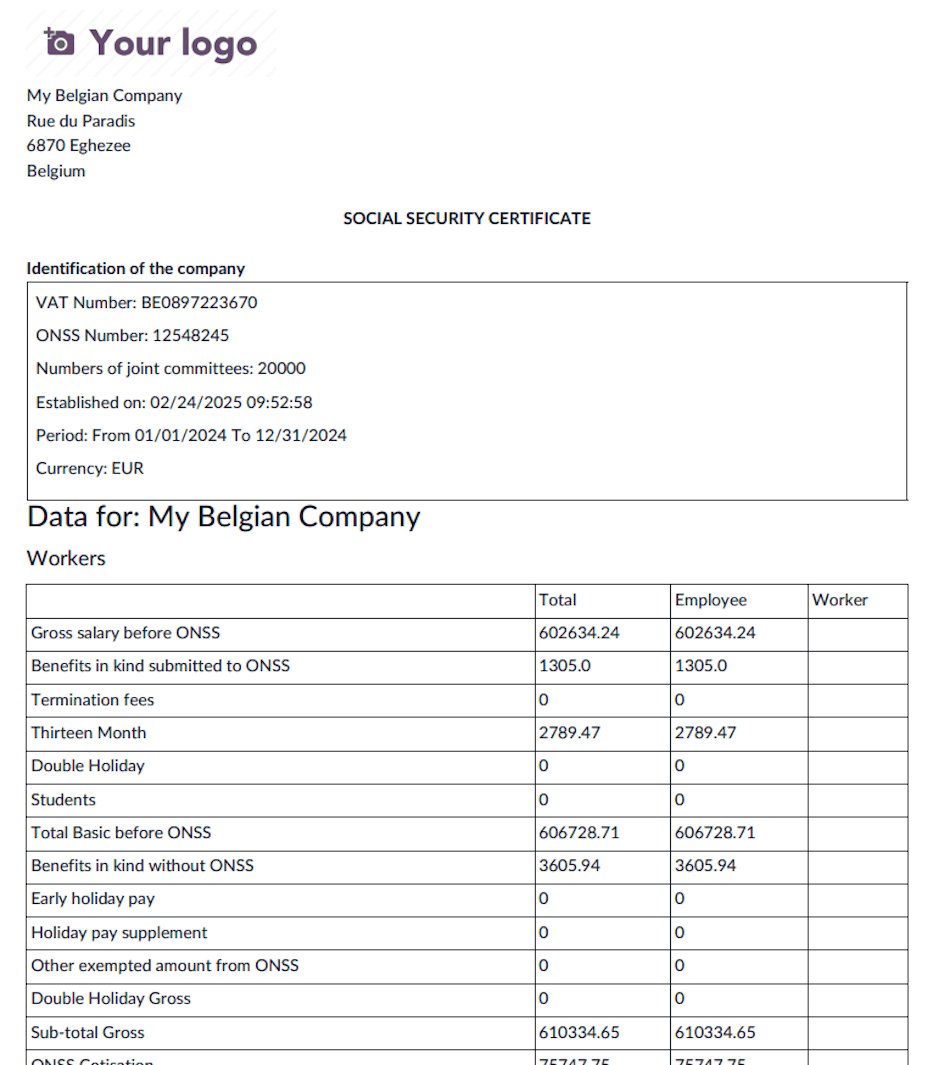 Your logo
My Belgian Company
Rue du Paradis
6870 Eghezee
Belgium
SOCIAL SECURITY CERTIFICATE
Identification of the company
VAT Number: BE0897223670
ONSS Number: 12548245
Numbers of joint committees: 20000
Established on: 02/24/2025 09:52:58
Period: From 01/01/2024 To 12/31/2024
Currency: EUR
Data for: My Belgian Company
Workers
Total Employee Worker
Gross salary before ONSS 602634.24 602634.24
Benefits in kind submitted to ONSS 1305.0 1305.0
Termination fees 0 0
Thirteen Month 2789.47 2789.47
Double Holiday 0 0
Students 0 0
Total Basic before ONSS 606728.71 606728.71
Benefits in kind without ONSS 3605.94 3605.94
Early holiday pay 0 0
Holiday pay supplement 0 0
Other exempted amount from ONSS 0 0
Double Holiday Gross 0 0
Sub-total Gross 610334.65 610334.65
ONSS Cotisation 75747.75 75747.75